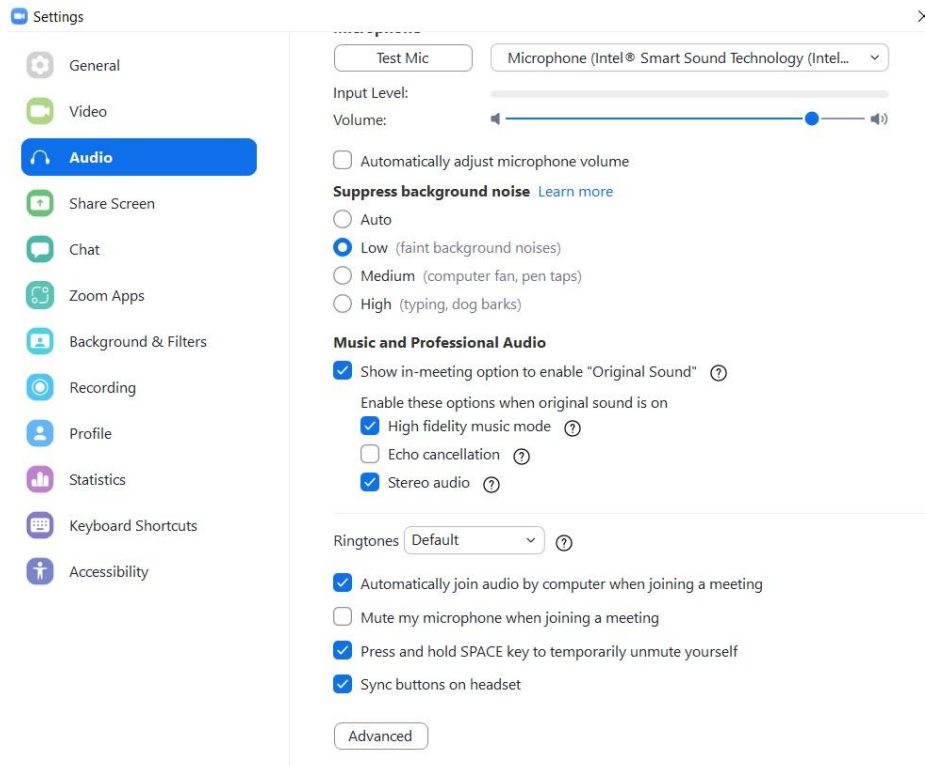 Settings
General
Video
Audio
Share Screen
Chat
Zoom Apps
Background & Filters
Recording
Profile
Statistics
Keyboard Shortcuts
Accessibility
Test Mic Microphone (Intel® Smart Sound Technology (Intel...
Input Level:
Volume:
Automatically adjust microphone volume
Suppress background noise Learn more
Auto
Low (faint background noises)
Medium (computer fan, pen taps)
High (typing, dog barks)
Music and Professional Audio
Show in-meeting option to enable "Original Sound"
Enable these options when original sound is on
High fidelity music mode
Echo cancellation
Stereo audio
Ringtones Default
Automatically join audio by computer when joining a meeting
Mute my microphone when joining a meeting
Press and hold SPACE key to temporarily unmute yourself
Sync buttons on headset
Advanced